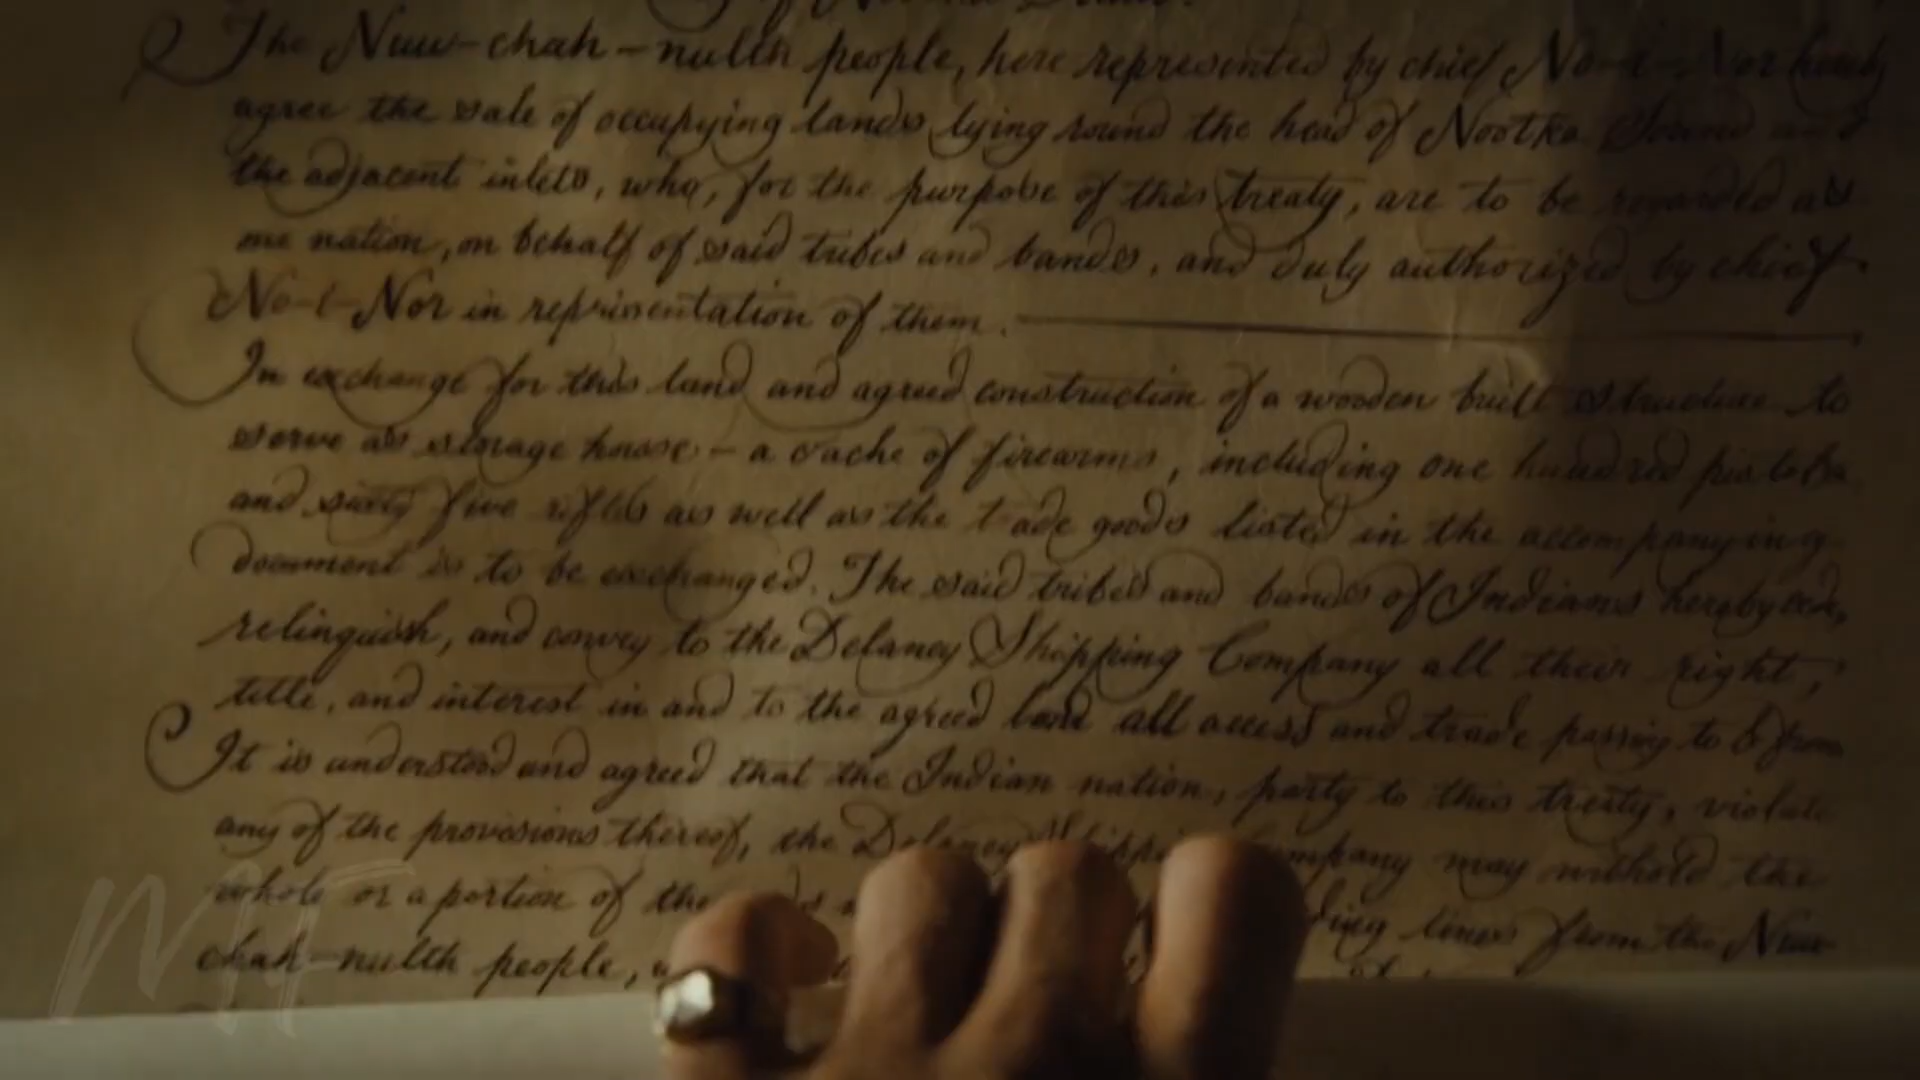 The Nuw-chah-nulth people, here represented by chief No-t-Nor hereby
agree the sale of occupying lands lying round the head of Nootka Sound and
the adjacent inlets, who, for the purpose of this treaty, are to be regarded as
one nation, on behalf of said tribes and bands, and duly authorized by chief
No-t-Nor in representation of them.
In exchange for this land and agreed construction of a wooden built structure to
serve as storage house - a cache of firearms, including one hundred pistols
and sixty five rifles as well as the trade goods listed in the accompanying
document is to be exchanged. The said tribes and bands of Indians hereby cede,
relinquish, and convey to the Delaney Shipping Company all their right,
title, and interest in and to the agreed land all access and trade passing to & from
It is understood and agreed that the Indian nation, party to this treaty, violate
any of the provisions thereof, the Delaney Shipping Company may withold the
whole or a portion of the lines from the Nuw-
chah-nulth people,
MF